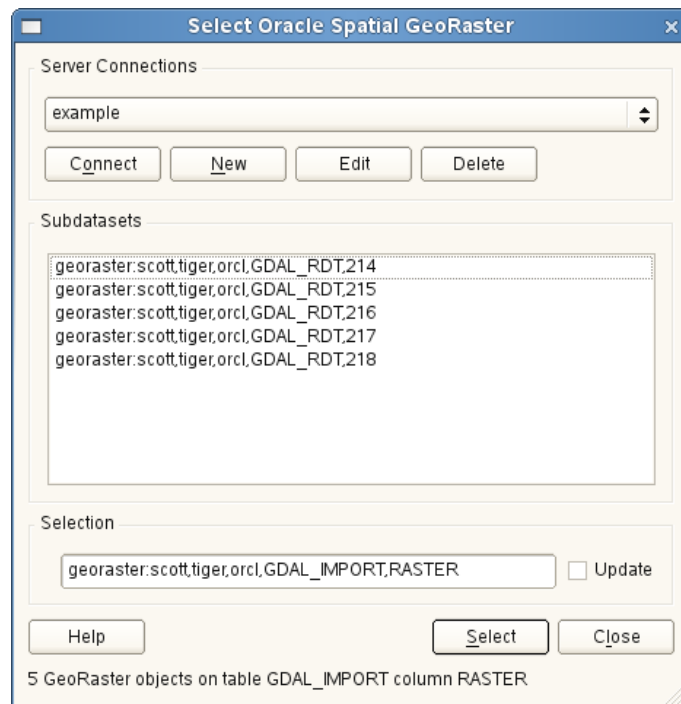 Select Oracle Spatial GeoRaster
Server Connections
example
Connect New Edit Delete
Subdatasets
georaster:scott,tiger,orcl,GDAL_RDT,214
georaster:scott,tiger,orcl,GDAL_RDT,215
georaster:scott,tiger,orcl,GDAL_RDT,216
georaster:scott,tiger,orcl,GDAL_RDT,217
georaster:scott,tiger,orcl,GDAL_RDT,218
Selection
georaster:scott,tiger,orcl,GDAL_IMPORT,RASTER Update
Help Select Close
5 GeoRaster objects on table GDAL_IMPORT column RASTER